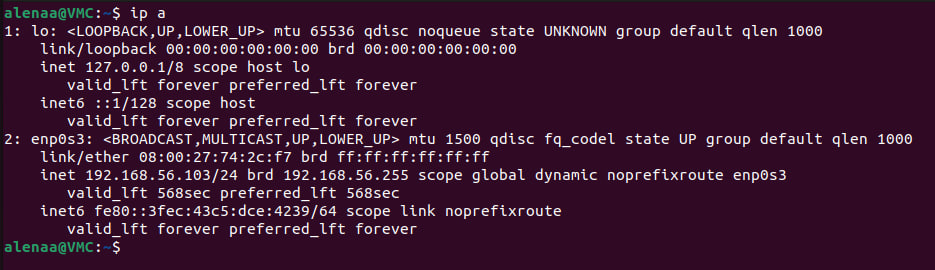 alenaa@VMC:~$ ip a
1: lo: <LOOPBACK,UP,LOWER_UP> mtu 65536 qdisc noqueue state UNKNOWN group default qlen 1000
    link/loopback 00:00:00:00:00:00 brd 00:00:00:00:00:00
    inet 127.0.0.1/8 scope host lo
       valid_lft forever preferred_lft forever
    inet6 ::1/128 scope host
       valid_lft forever preferred_lft forever
2: enp0s3: <BROADCAST,MULTICAST,UP,LOWER_UP> mtu 1500 qdisc fq_codel state UP group default qlen 1000
    link/ether 08:00:27:74:2c:f7 brd ff:ff:ff:ff:ff:ff
    inet 192.168.56.103/24 brd 192.168.56.255 scope global dynamic noprefixroute enp0s3
       valid_lft 568sec preferred_lft 568sec
    inet6 fe80::3fec:43c5:dce:4239/64 scope link noprefixroute
       valid_lft forever preferred_lft forever
alenaa@VMC:~$